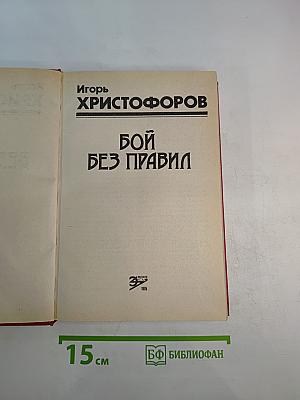 Игорь
ХРИСТОФОРОВ
БОЙ
БЕЗ ПРАВИЛ
15 см
БФ БИБЛИОФАН